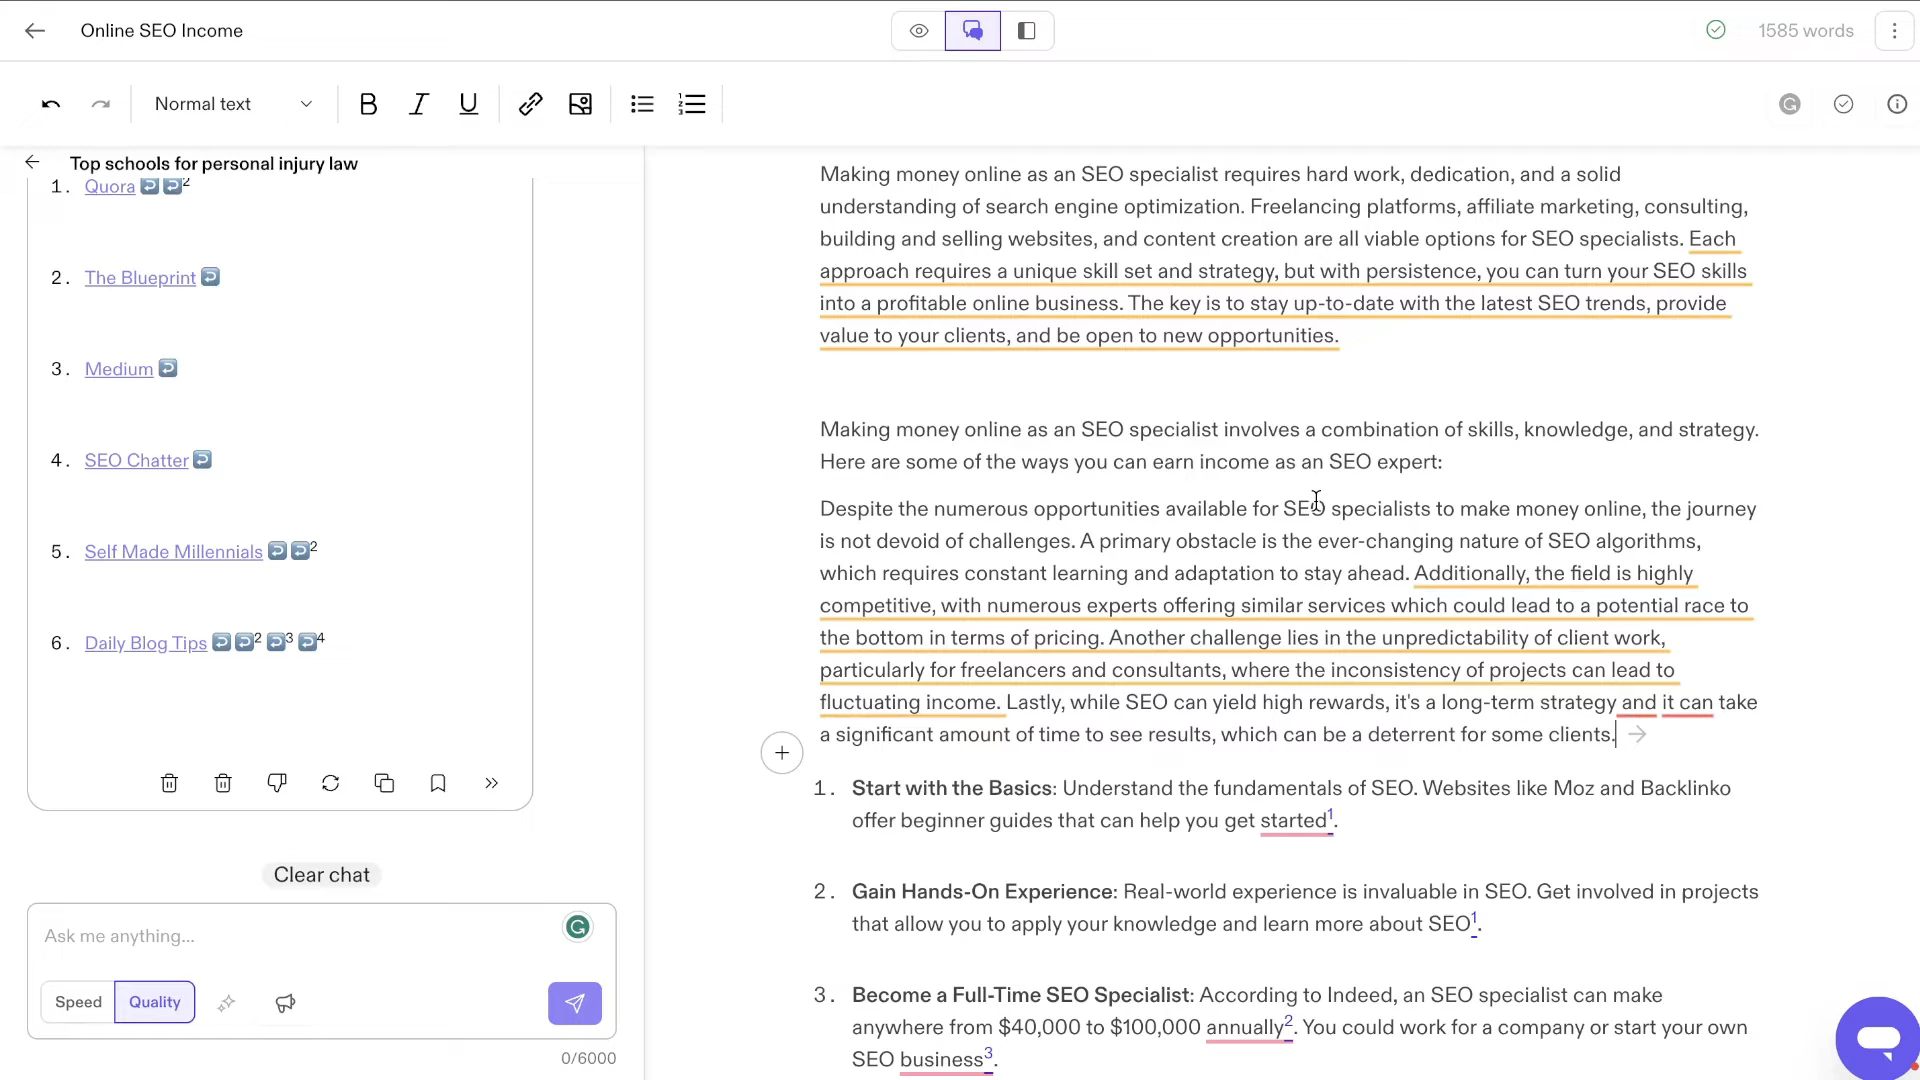 Online SEO Income
1585 words
Normal text
B I U
Top schools for personal injury law
1. Quora ↩ ↩2
2. The Blueprint ↩
3. Medium ↩
4. SEO Chatter ↩
5. Self Made Millennials ↩ ↩2
6. Daily Blog Tips ↩ ↩2 ↩3 ↩4
Clear chat
Ask me anything...
Speed Quality
0/6000
Making money online as an SEO specialist requires hard work, dedication, and a solid
understanding of search engine optimization. Freelancing platforms, affiliate marketing, consulting,
building and selling websites, and content creation are all viable options for SEO specialists. Each
approach requires a unique skill set and strategy, but with persistence, you can turn your SEO skills
into a profitable online business. The key is to stay up-to-date with the latest SEO trends, provide
value to your clients, and be open to new opportunities.
Making money online as an SEO specialist involves a combination of skills, knowledge, and strategy.
Here are some of the ways you can earn income as an SEO expert:
Despite the numerous opportunities available for SEO specialists to make money online, the journey
is not devoid of challenges. A primary obstacle is the ever-changing nature of SEO algorithms,
which requires constant learning and adaptation to stay ahead. Additionally, the field is highly
competitive, with numerous experts offering similar services which could lead to a potential race to
the bottom in terms of pricing. Another challenge lies in the unpredictability of client work,
particularly for freelancers and consultants, where the inconsistency of projects can lead to
fluctuating income. Lastly, while SEO can yield high rewards, it's a long-term strategy and it can take
a significant amount of time to see results, which can be a deterrent for some clients.
1. Start with the Basics: Understand the fundamentals of SEO. Websites like Moz and Backlinko
offer beginner guides that can help you get started1.
2. Gain Hands-On Experience: Real-world experience is invaluable in SEO. Get involved in projects
that allow you to apply your knowledge and learn more about SEO1.
3. Become a Full-Time SEO Specialist: According to Indeed, an SEO specialist can make
anywhere from $40,000 to $100,000 annually2. You could work for a company or start your own
SEO business3.